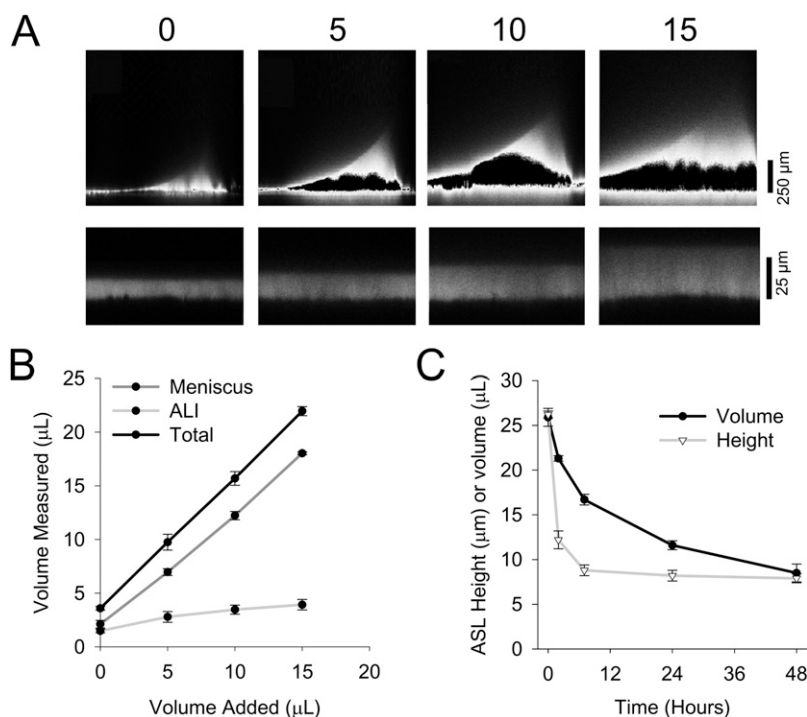 A
0 5 10 15
250 µm
25 µm
B
Meniscus
ALI
Total
Volume Measured (µL)
25
20
15
10
5
0
0 5 10 15 20
Volume Added (µL)
C
Volume
Height
ASL Height (µm) or volume (µL)
30
25
20
15
10
5
0
0 12 24 36 48
Time (Hours)